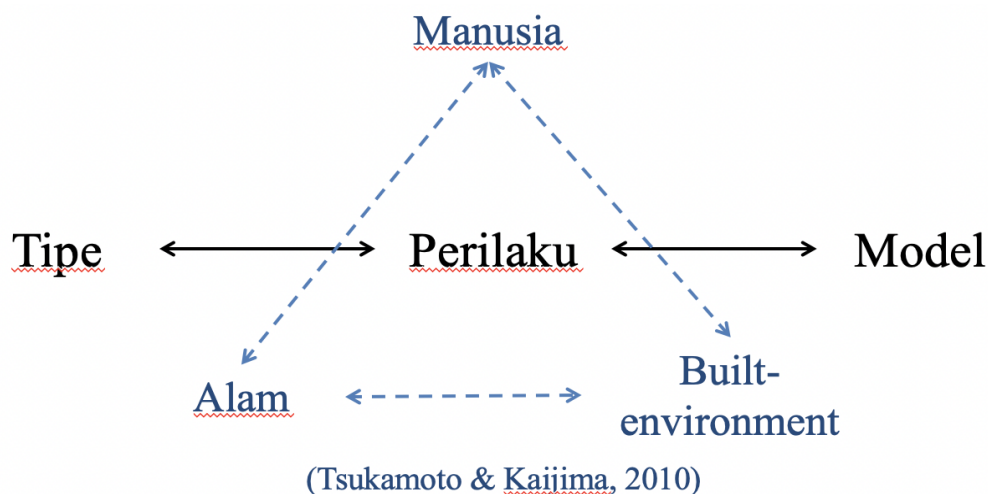 Manusia
Tipe Perilaku Model
Alam
Built-
environment
(Tsukamoto & Kaijima, 2010)